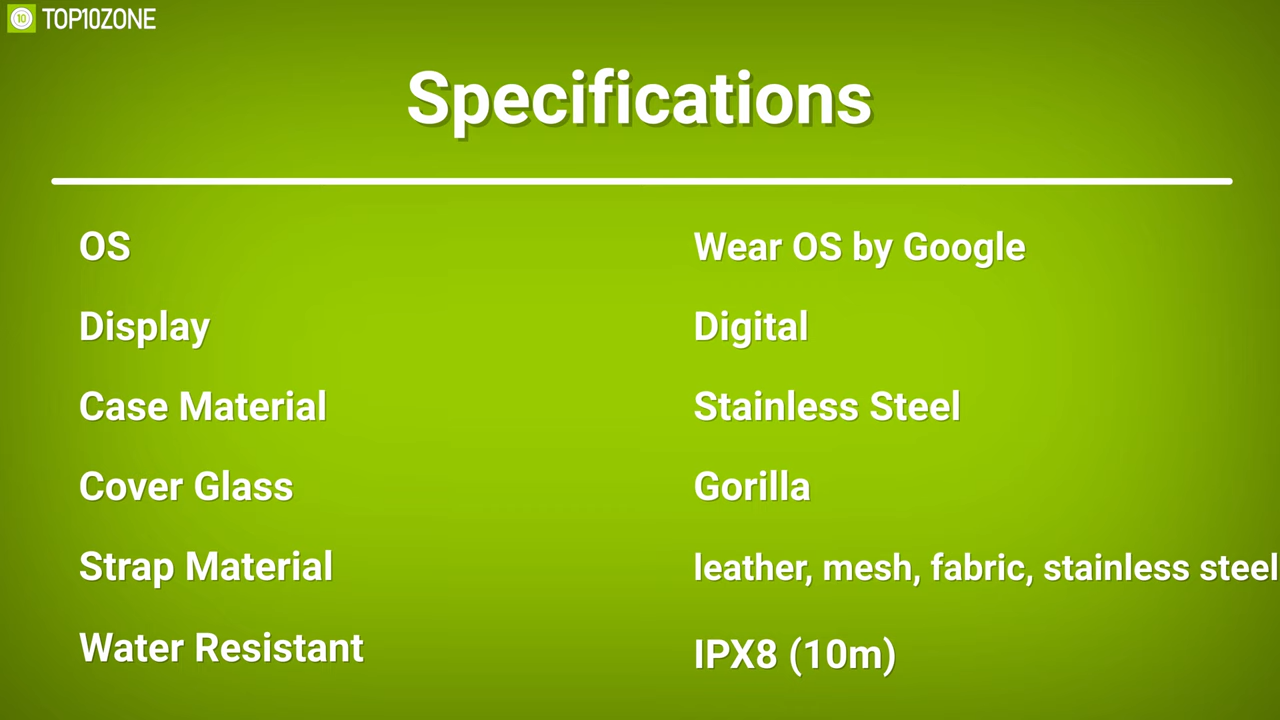 10 TOP10ZONE
Specifications
OS Wear OS by Google
Display Digital
Case Material Stainless Steel
Cover Glass Gorilla
Strap Material leather, mesh, fabric, stainless steel
Water Resistant IPX8 (10m)